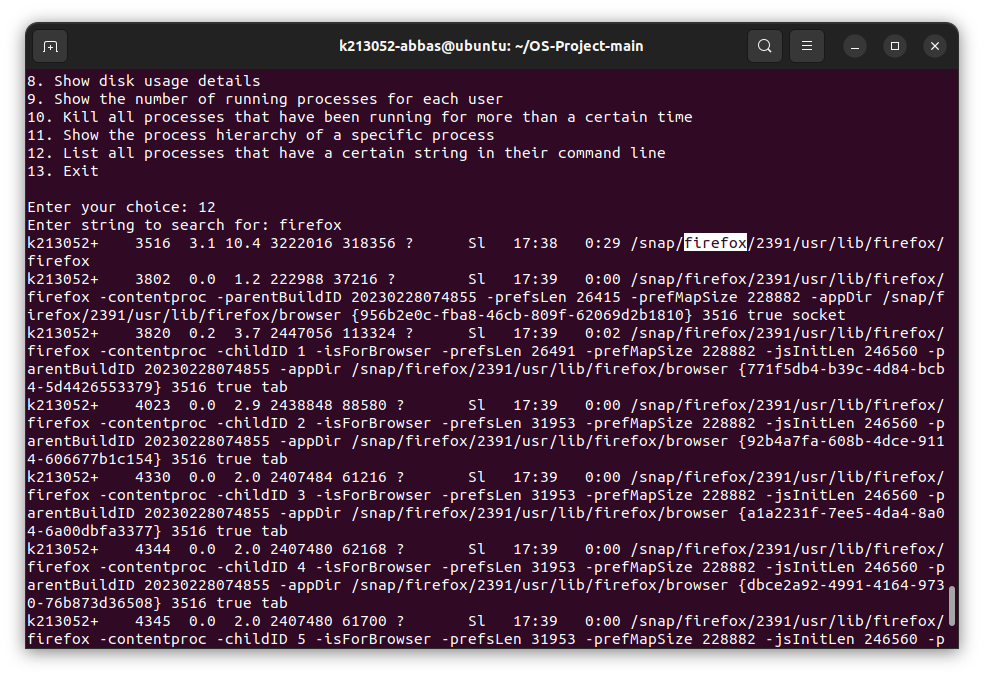 k213052-abbas@ubuntu: ~/OS-Project-main
8. Show disk usage details
9. Show the number of running processes for each user
10. Kill all processes that have been running for more than a certain time
11. Show the process hierarchy of a specific process
12. List all processes that have a certain string in their command line
13. Exit
Enter your choice: 12
Enter string to search for: firefox
k213052+    3516  3.1 10.4 3222016 318356 ?      Sl   17:38   0:29 /snap/firefox/2391/usr/lib/firefox/
firefox
k213052+    3802  0.0  1.2 222988 37216 ?        Sl   17:39   0:00 /snap/firefox/2391/usr/lib/firefox/
firefox -contentproc -parentBuildID 20230228074855 -prefsLen 26415 -prefMapSize 228882 -appDir /snap/f
irefox/2391/usr/lib/firefox/browser {956b2e0c-fba8-46cb-809f-62069d2b1810} 3516 true socket
k213052+    3820  0.2  3.7 2447056 113324 ?      Sl   17:39   0:02 /snap/firefox/2391/usr/lib/firefox/
firefox -contentproc -childID 1 -isForBrowser -prefsLen 26491 -prefMapSize 228882 -jsInitLen 246560 -p
arentBuildID 20230228074855 -appDir /snap/firefox/2391/usr/lib/firefox/browser {771f5db4-b39c-4d84-bcb
4-5d4426553379} 3516 true tab
k213052+    4023  0.0  2.9 2438848 88580 ?       Sl   17:39   0:00 /snap/firefox/2391/usr/lib/firefox/
firefox -contentproc -childID 2 -isForBrowser -prefsLen 31953 -prefMapSize 228882 -jsInitLen 246560 -p
arentBuildID 20230228074855 -appDir /snap/firefox/2391/usr/lib/firefox/browser {92b4a7fa-608b-4dce-911
4-606677b1c154} 3516 true tab
k213052+    4330  0.0  2.0 2407484 61216 ?       Sl   17:39   0:00 /snap/firefox/2391/usr/lib/firefox/
firefox -contentproc -childID 3 -isForBrowser -prefsLen 31953 -prefMapSize 228882 -jsInitLen 246560 -p
arentBuildID 20230228074855 -appDir /snap/firefox/2391/usr/lib/firefox/browser {a1a2231f-7ee5-4da4-8a0
4-6a00dbfa3377} 3516 true tab
k213052+    4344  0.0  2.0 2407480 62168 ?       Sl   17:39   0:00 /snap/firefox/2391/usr/lib/firefox/
firefox -contentproc -childID 4 -isForBrowser -prefsLen 31953 -prefMapSize 228882 -jsInitLen 246560 -p
arentBuildID 20230228074855 -appDir /snap/firefox/2391/usr/lib/firefox/browser {dbce2a92-4991-4164-973
0-76b873d36508} 3516 true tab
k213052+    4345  0.0  2.0 2407480 61700 ?       Sl   17:39   0:00 /snap/firefox/2391/usr/lib/firefox/
firefox -contentproc -childID 5 -isForBrowser -prefsLen 31953 -prefMapSize 228882 -jsInitLen 246560 -p